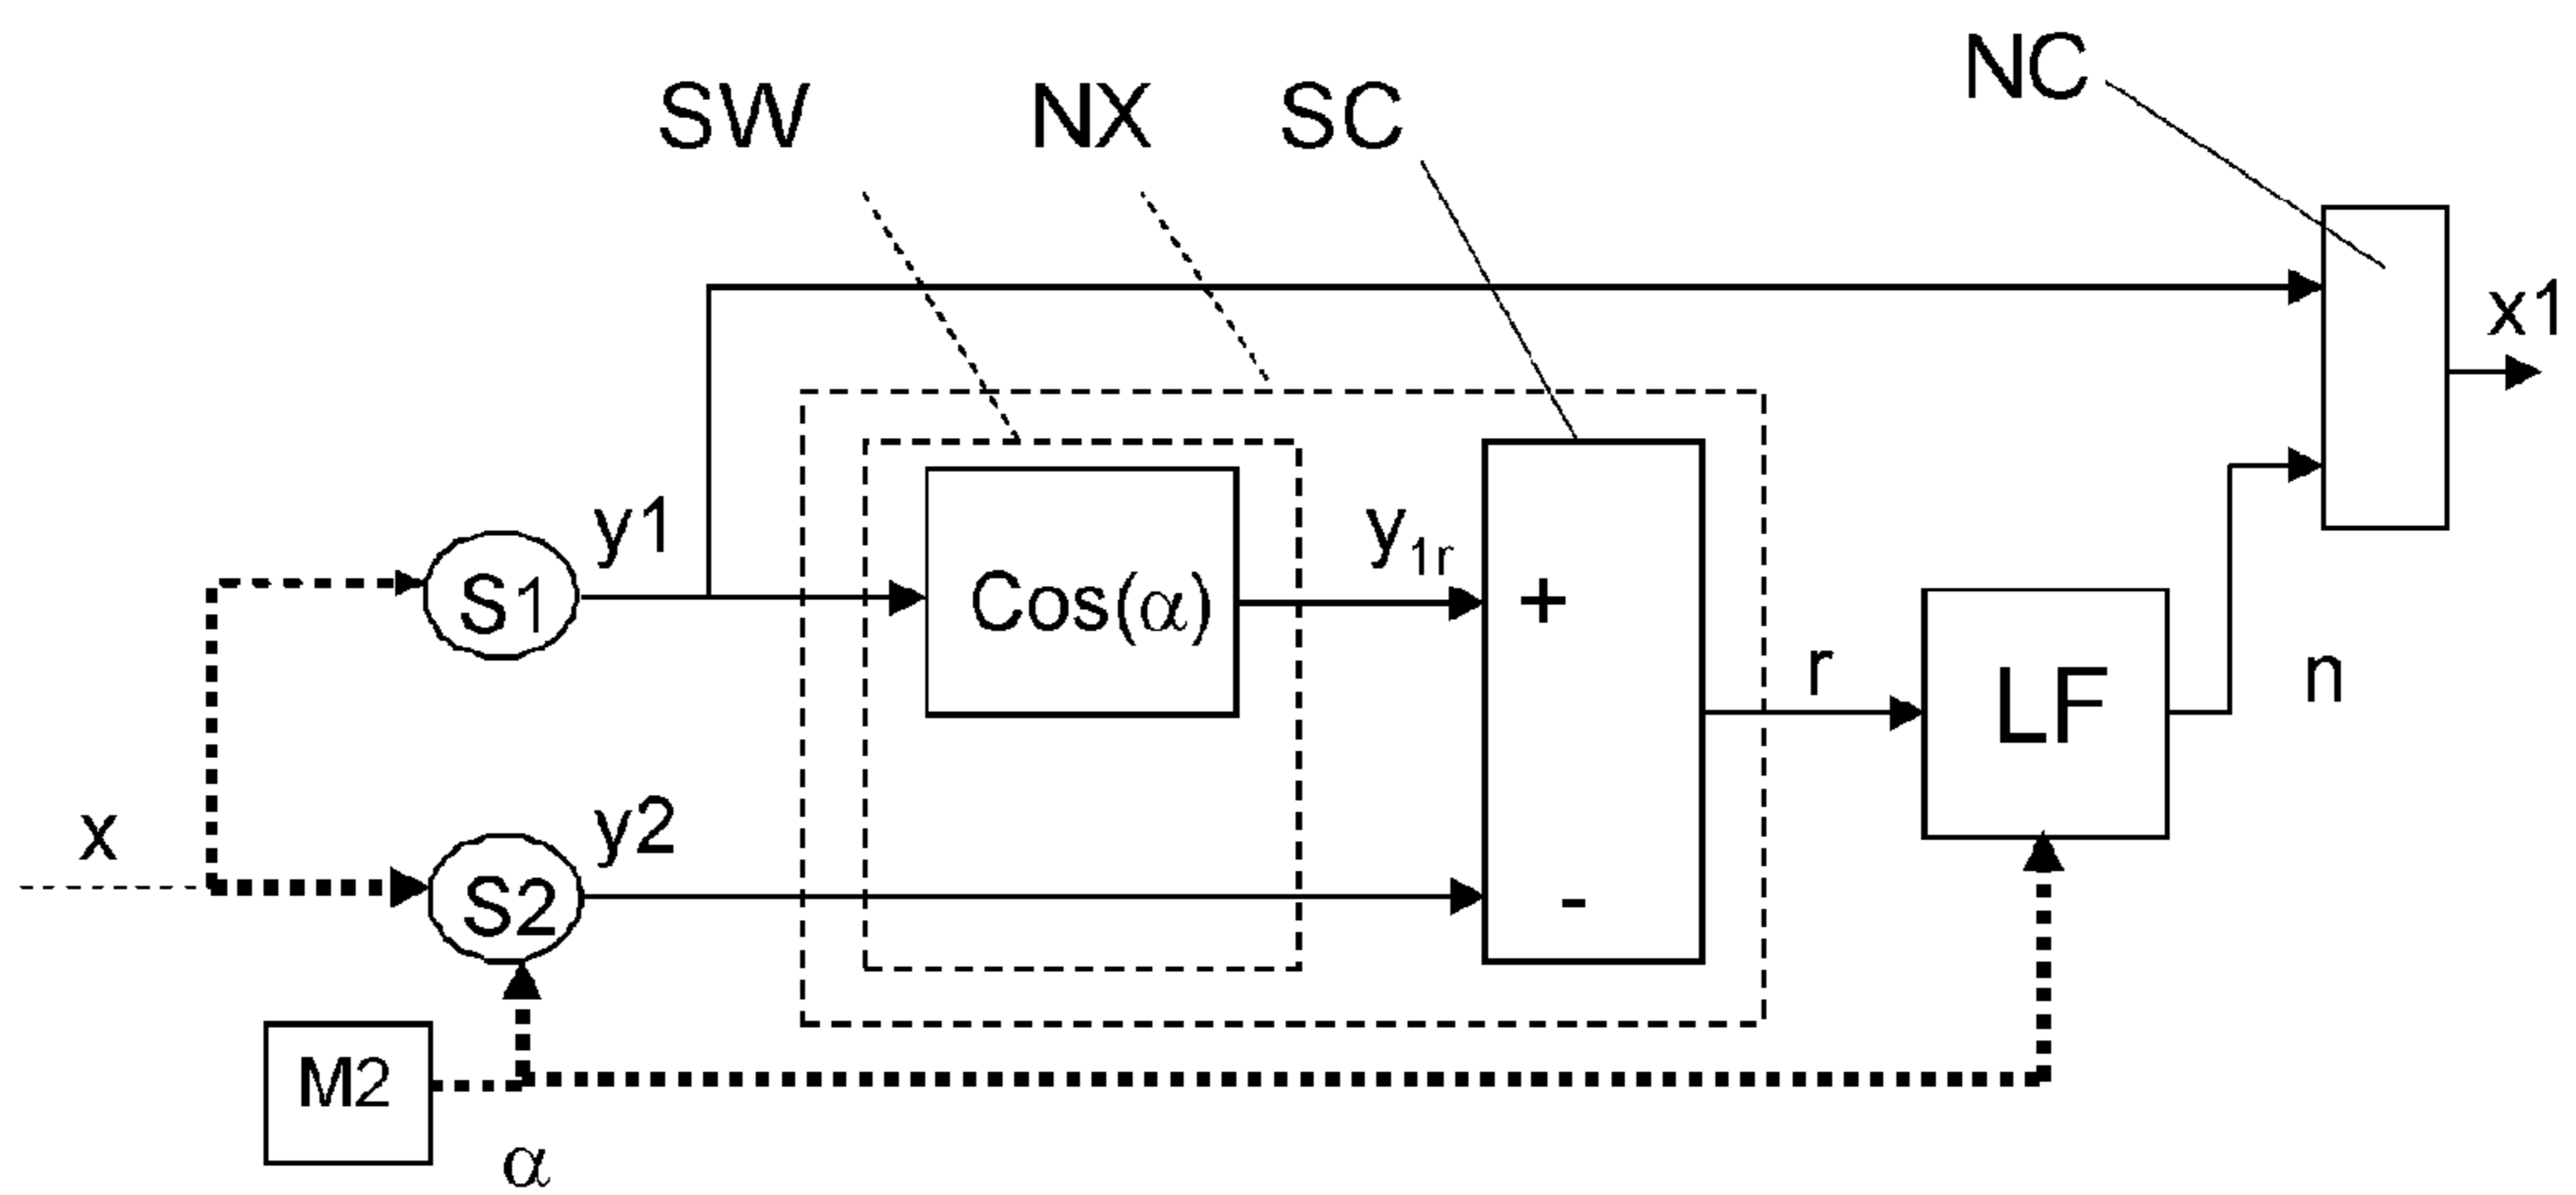 NC
SW NX SC
x1
y1 y1r
S1 Cos(α) +
r LF n
x y2
S2 -
M2
α